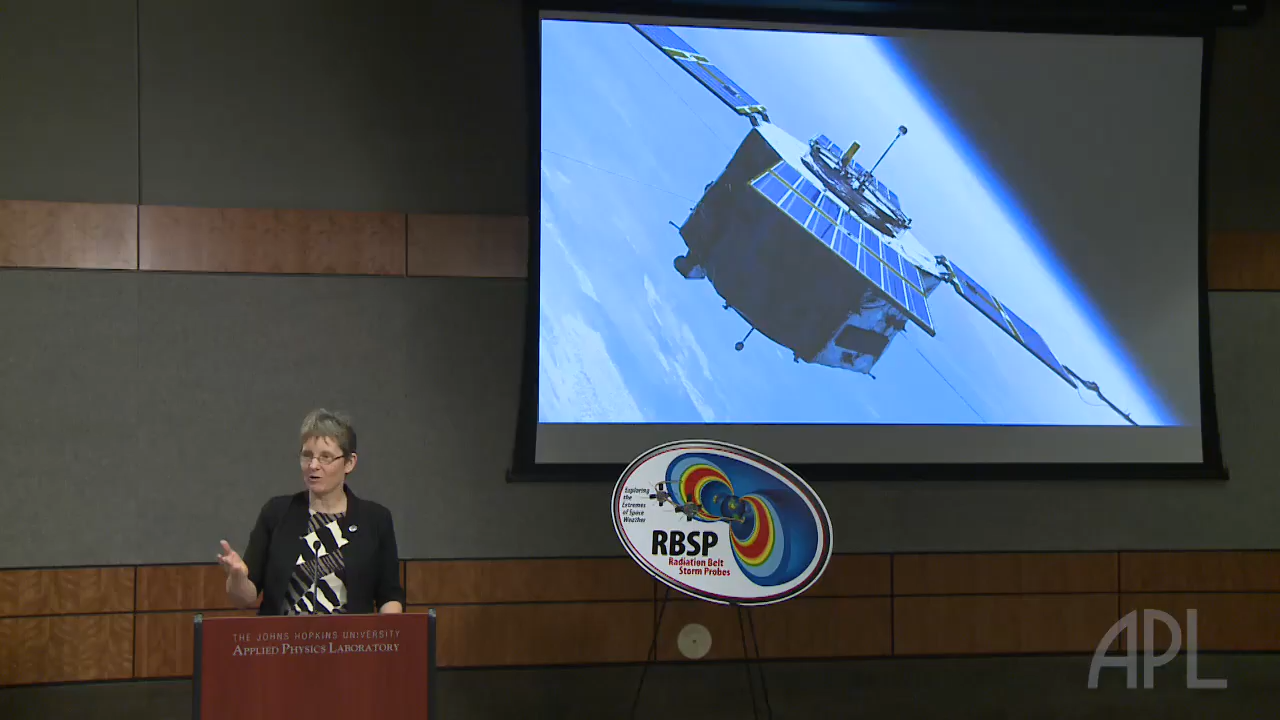 Exploring
the
Extremes
of Space
Weather
RBSP
Radiation Belt
Storm Probes
THE JOHNS HOPKINS UNIVERSITY
APPLIED PHYSICS LABORATORY
APL